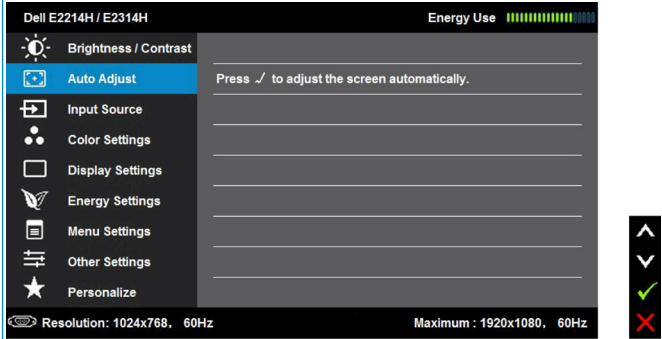 Dell E2214H / E2314H Energy Use
Brightness / Contrast
Auto Adjust Press ✓ to adjust the screen automatically.
Input Source
Color Settings
Display Settings
Energy Settings
Menu Settings
Other Settings
Personalize
Resolution: 1024x768, 60Hz Maximum : 1920x1080, 60Hz